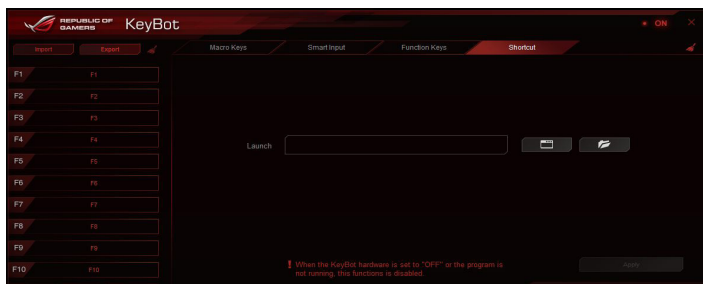 REPUBLIC OF
GAMERS
KeyBot
ON
Import
Export
Macro Keys
Smart Input
Function Keys
Shortcut
F1 F1
F2 F2
F3 F3
F4 F4
F5 F5
F6 F6
F7 F7
F8 F8
F9 F9
F10 F10
Launch
! When the KeyBot hardware is set to "OFF" or the program is
not running, this functions is disabled.
Apply